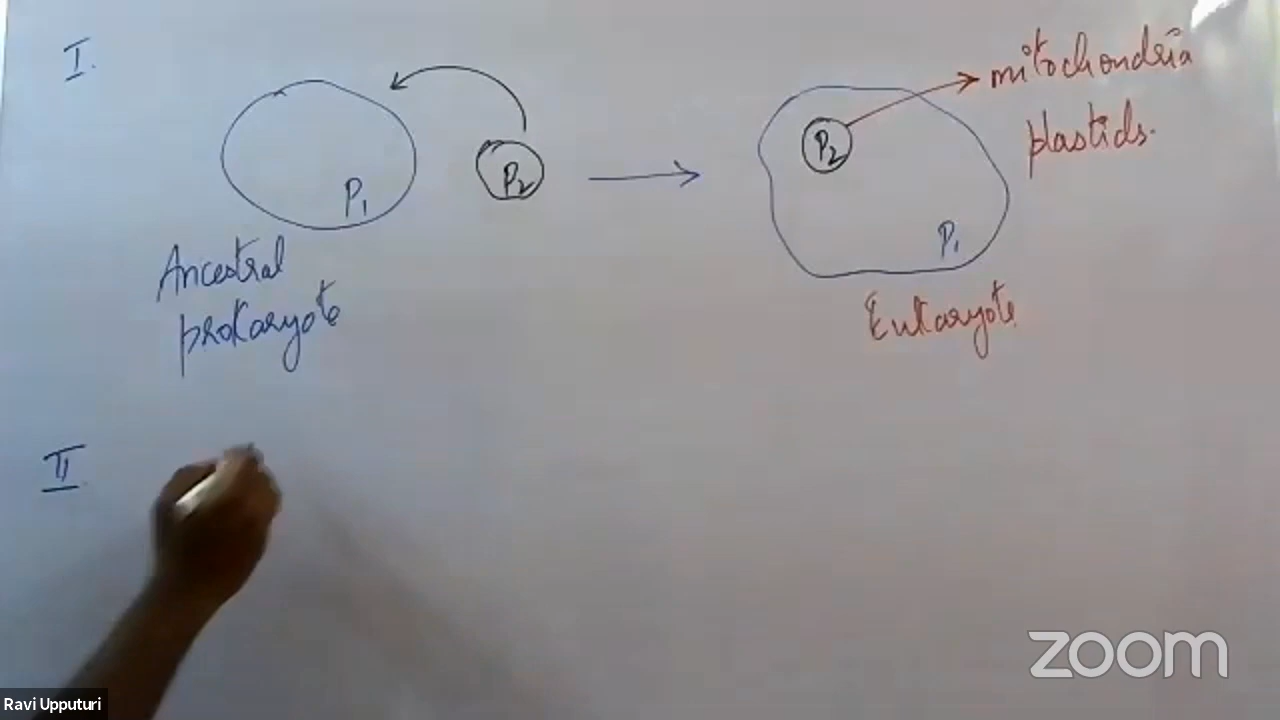 I.
mitochondria
plastids.
P1
P2
P2
P1
Ancestral
prokaryote
Eukaryote
II
zoom
Ravi Upputuri